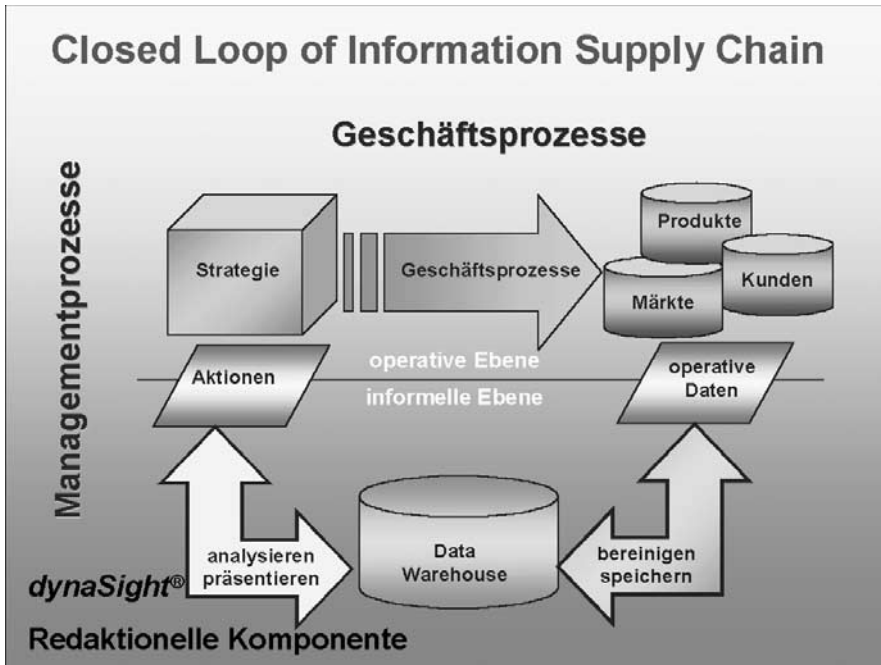 Closed Loop of Information Supply Chain
Geschäftsprozesse
Managementprozesse
Strategie
Geschäftsprozesse
Produkte
Kunden
Märkte
Aktionen
operative Ebene
informelle Ebene
operative
Daten
analysieren
präsentieren
Data
Warehouse
bereinigen
speichern
dynaSight®
Redaktionelle Komponente